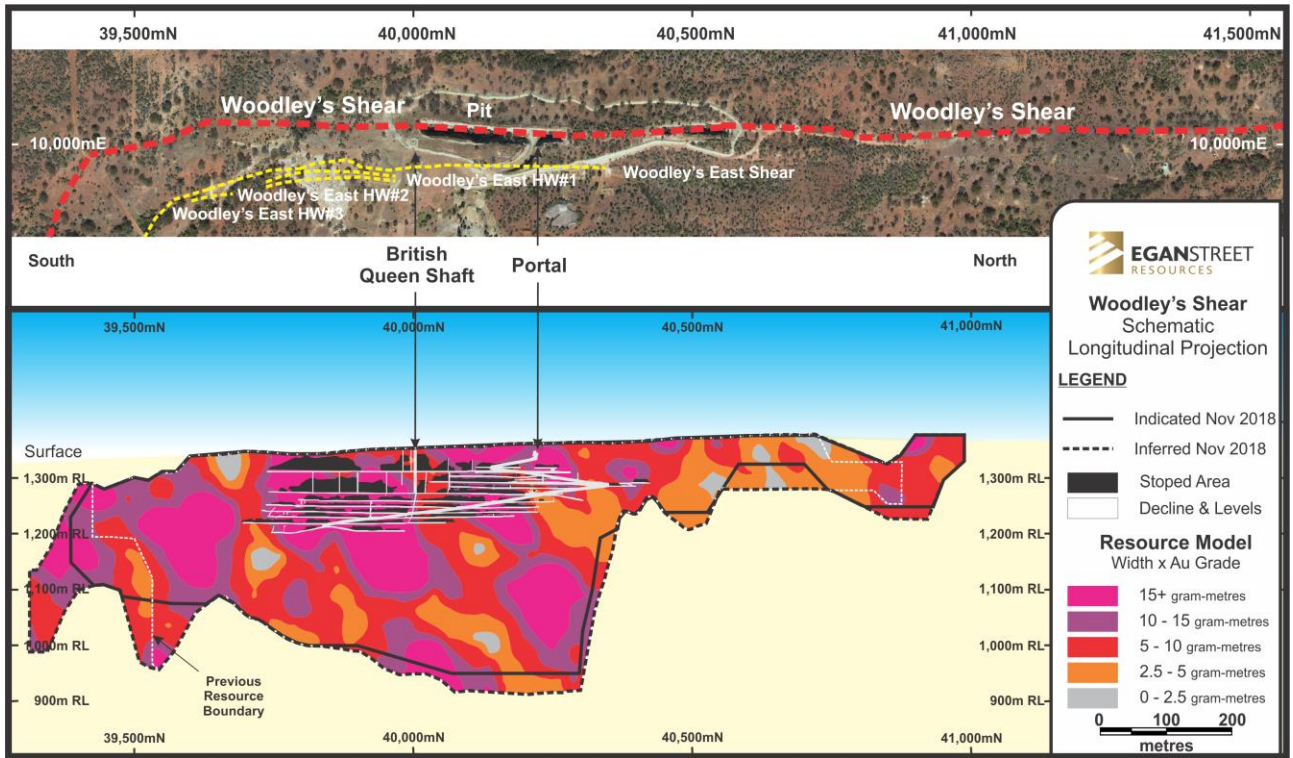 39,500mN 40,000mN 40,500mN 41,000mN 41,500mN
Woodley's Shear
Pit
Woodley's Shear
10,000mE
10,000mE
Woodley's East HW#1
Woodley's East Shear
Woodley's East HW#2
Woodley's East HW#3
South
British
Queen Shaft
Portal
North
39,500mN 40,000mN 40,500mN 41,000mN
Surface
1,300m RL
1,200m RL
1,100m RL
1,000m RL
900m RL
1,300m RL
1,200m RL
1,100m RL
1,000m RL
900m RL
Previous
Resource
Boundary
39,500mN 40,000mN 40,500mN 41,000mN
EGANSTREET
RESOURCES
Woodley's Shear
Schematic
Longitudinal Projection
LEGEND
Indicated Nov 2018
Inferred Nov 2018
Stoped Area
Decline & Levels
Resource Model
Width x Au Grade
15+ gram-metres
10 - 15 gram-metres
5 - 10 gram-metres
2.5 - 5 gram-metres
0 - 2.5 gram-metres
0 100 200
metres